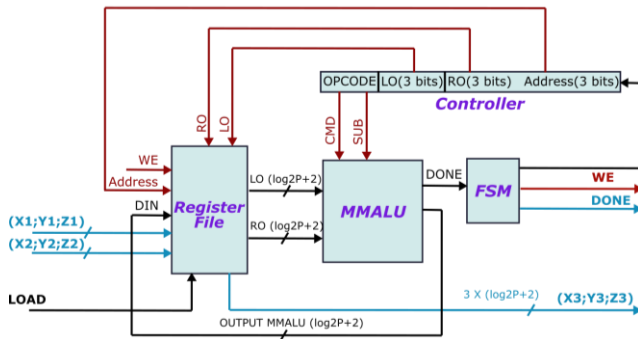 OPCODE LO(3 bits) RO(3 bits) Address(3 bits)
Controller
RO
LO
CMD
SUB
WE
Address
DIN
(X1;Y1;Z1)
(X2;Y2;Z2)
LOAD
Register
File
LO (log2P+2)
RO (log2P+2)
MMALU
DONE
FSM
WE
DONE
3 X (log2P+2)
(X3;Y3;Z3)
OUTPUT MMALU (log2P+2)